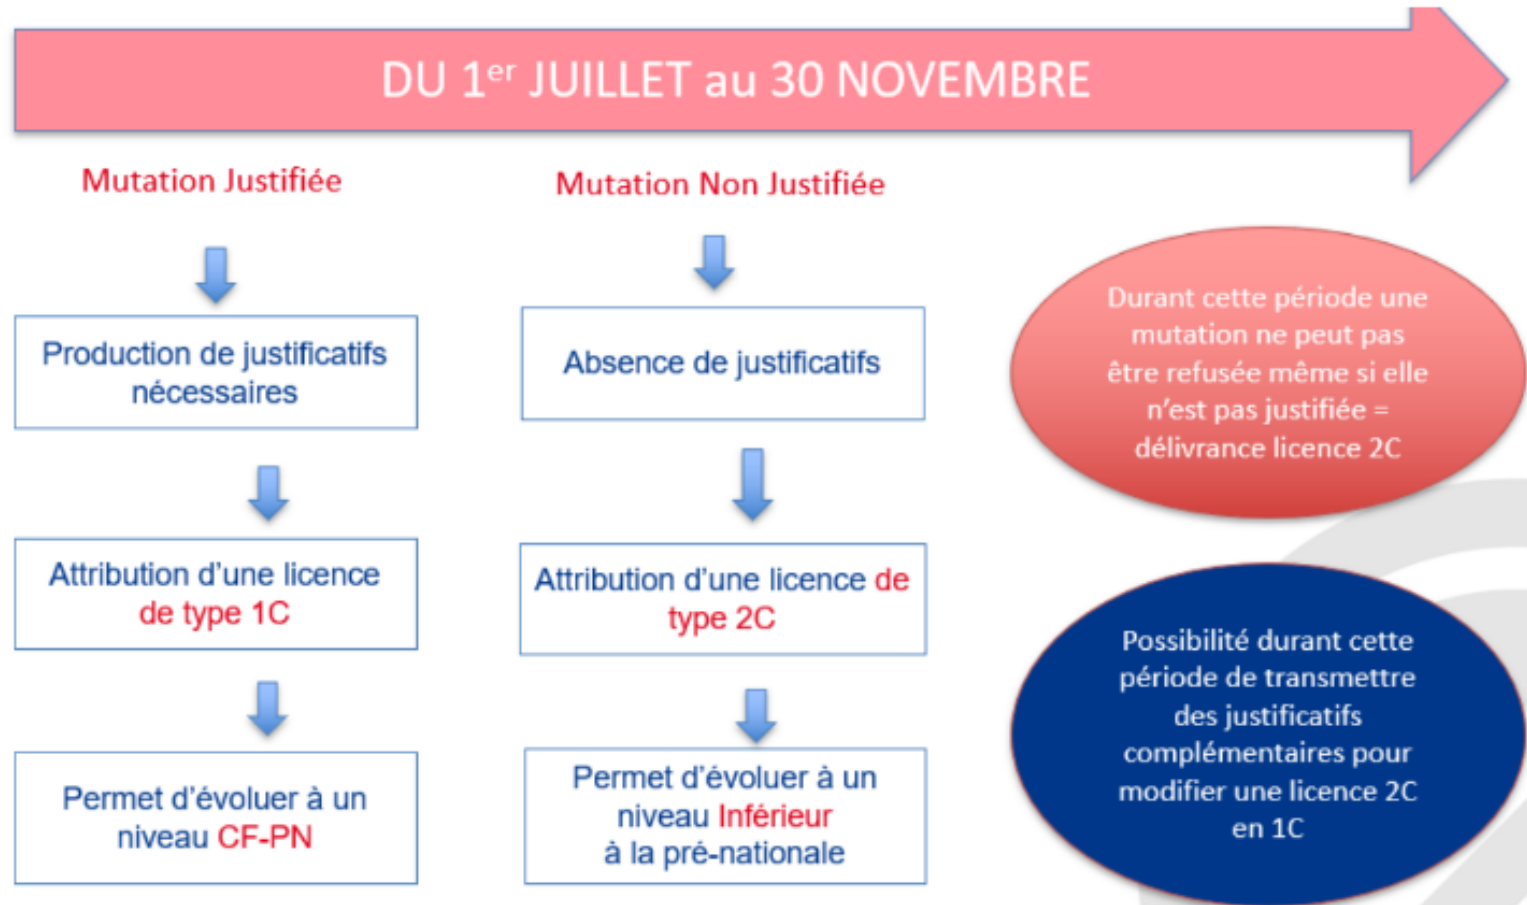 DU 1er JUILLET au 30 NOVEMBRE
Mutation Justifiée
Production de justificatifs
nécessaires
Attribution d'une licence
de type 1C
Permet d'évoluer à un
niveau CF-PN
Mutation Non Justifiée
Absence de justificatifs
Attribution d'une licence de
type 2C
Permet d'évoluer à un
niveau Inférieur
à la pré-nationale
Durant cette période une
mutation ne peut pas
être refusée même si elle
n'est pas justifiée =
délivrance licence 2C
Possibilité durant cette
période de transmettre
des justificatifs
complémentaires pour
modifier une licence 2C
en 1C